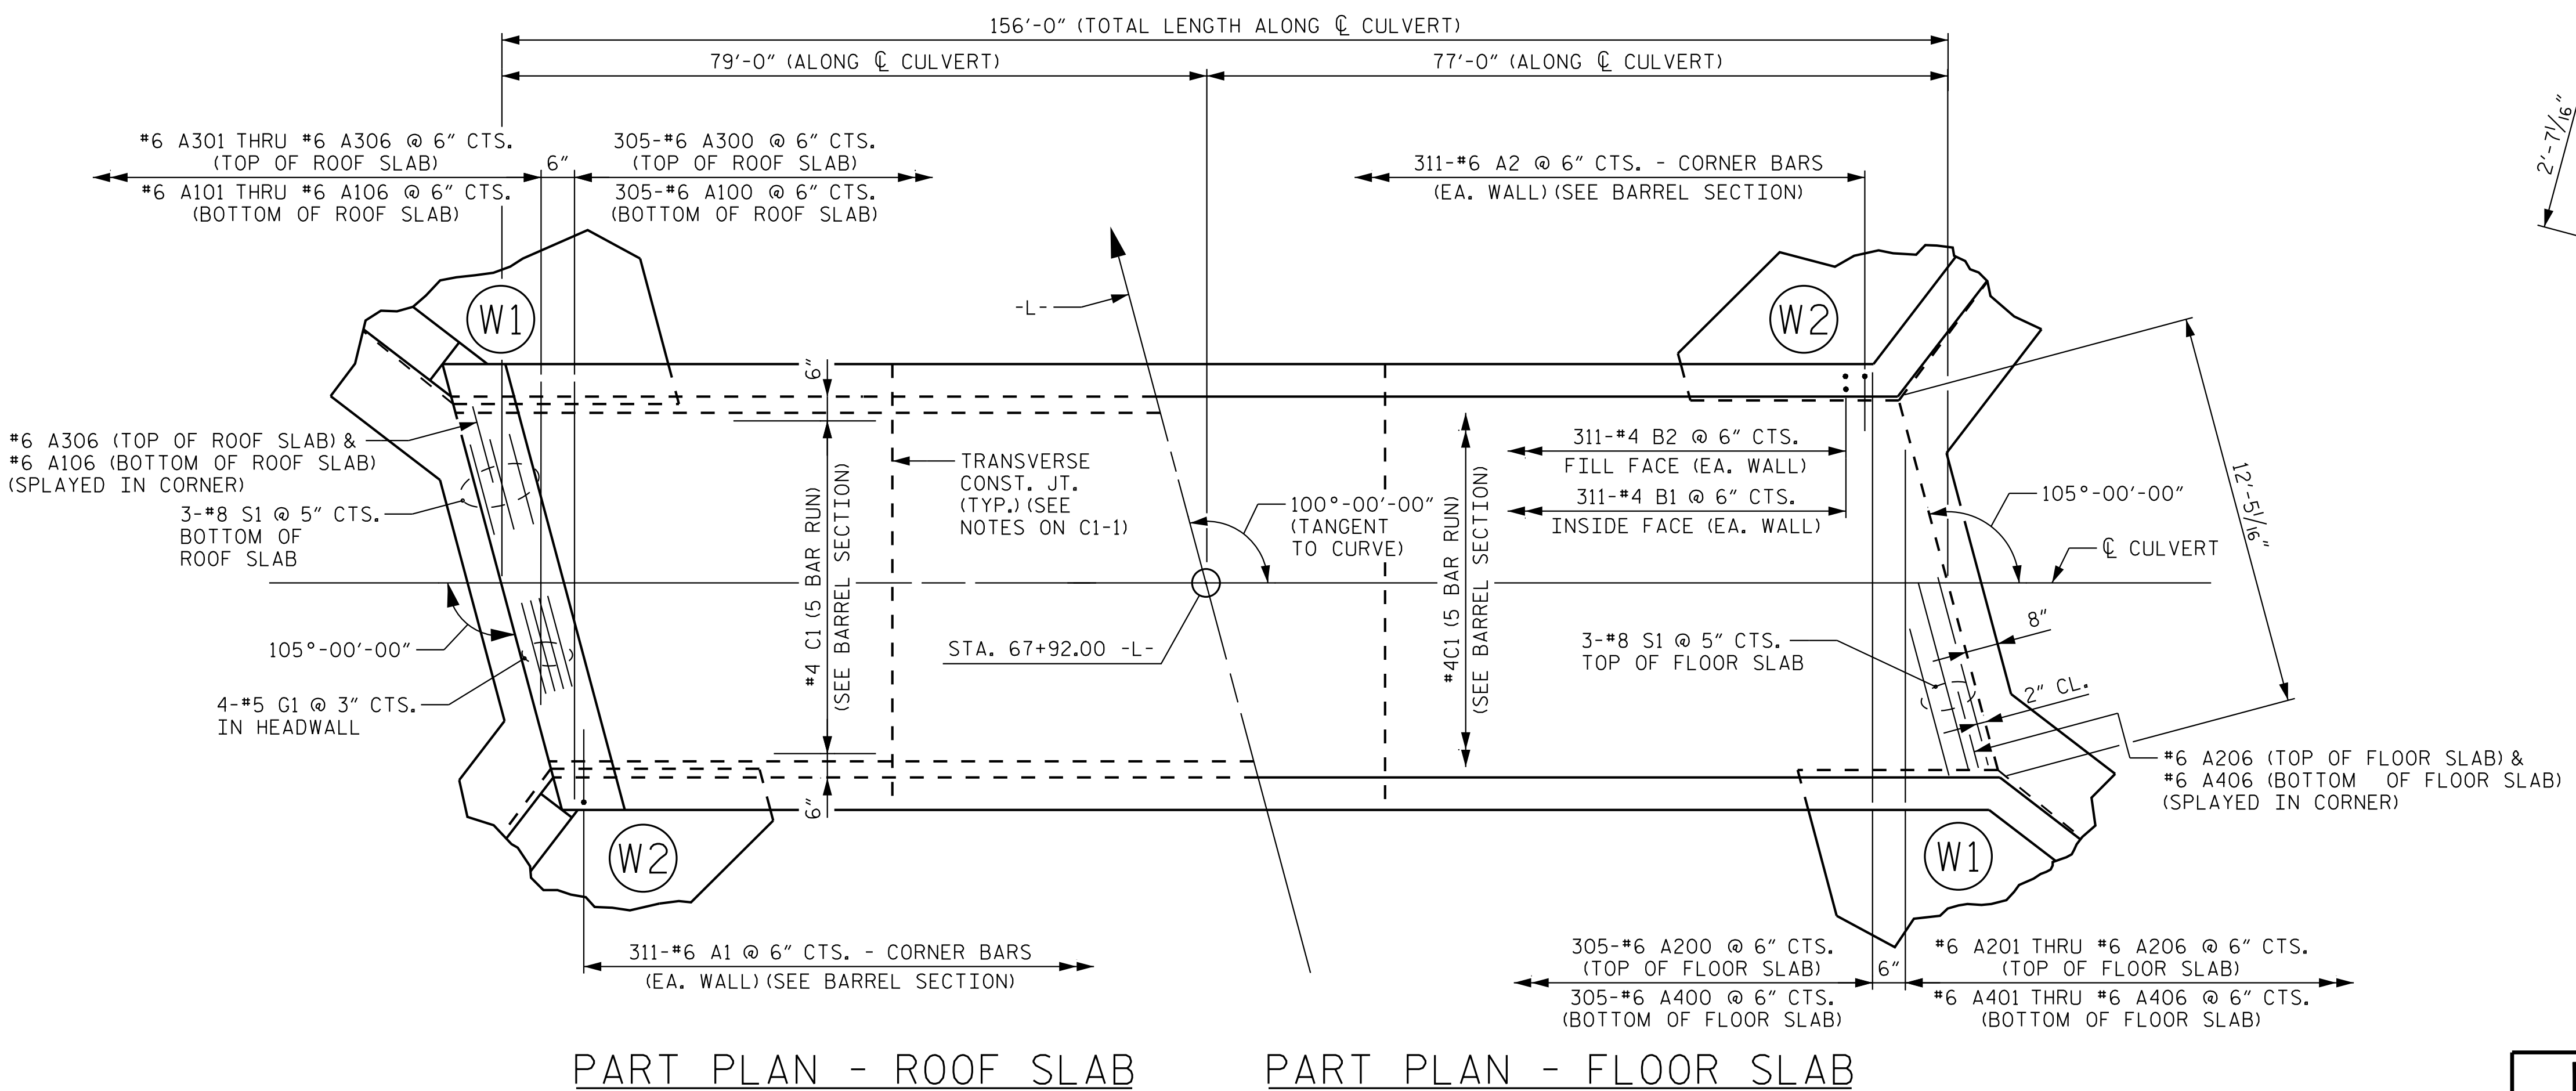 156'-0" (TOTAL LENGTH ALONG ℄ CULVERT)
79'-0" (ALONG ℄ CULVERT)
77'-0" (ALONG ℄ CULVERT)
2'-7 1/16"
#6 A301 THRU #6 A306 @ 6" CTS.
(TOP OF ROOF SLAB)
#6 A101 THRU #6 A106 @ 6" CTS.
(BOTTOM OF ROOF SLAB)
6"
305-#6 A300 @ 6" CTS.
(TOP OF ROOF SLAB)
305-#6 A100 @ 6" CTS.
(BOTTOM OF ROOF SLAB)
311-#6 A2 @ 6" CTS. - CORNER BARS
(EA. WALL) (SEE BARREL SECTION)
W1
-L-
W2
6"
#6 A306 (TOP OF ROOF SLAB) &
#6 A106 (BOTTOM OF ROOF SLAB)
(SPLAYED IN CORNER)
3-#8 S1 @ 5" CTS.
BOTTOM OF
ROOF SLAB
#4 C1 (5 BAR RUN)
(SEE BARREL SECTION)
TRANSVERSE
CONST. JT.
(TYP.) (SEE
NOTES ON C1-1)
100°-00'-00"
(TANGENT
TO CURVE)
#4C1 (5 BAR RUN)
(SEE BARREL SECTION)
311-#4 B2 @ 6" CTS.
FILL FACE (EA. WALL)
311-#4 B1 @ 6" CTS.
INSIDE FACE (EA. WALL)
105°-00'-00"
℄ CULVERT
12'-5 1/16"
105°-00'-00"
4-#5 G1 @ 3" CTS.
IN HEADWALL
STA. 67+92.00 -L-
3-#8 S1 @ 5" CTS.
TOP OF FLOOR SLAB
8"
2" CL.
#6 A206 (TOP OF FLOOR SLAB) &
#6 A406 (BOTTOM OF FLOOR SLAB)
(SPLAYED IN CORNER)
6"
W2
W1
311-#6 A1 @ 6" CTS. - CORNER BARS
(EA. WALL) (SEE BARREL SECTION)
305-#6 A200 @ 6" CTS.
(TOP OF FLOOR SLAB)
305-#6 A400 @ 6" CTS.
(BOTTOM OF FLOOR SLAB)
6"
#6 A201 THRU #6 A206 @ 6" CTS.
(TOP OF FLOOR SLAB)
#6 A401 THRU #6 A406 @ 6" CTS.
(BOTTOM OF FLOOR SLAB)
PART PLAN - ROOF SLAB
PART PLAN - FLOOR SLAB